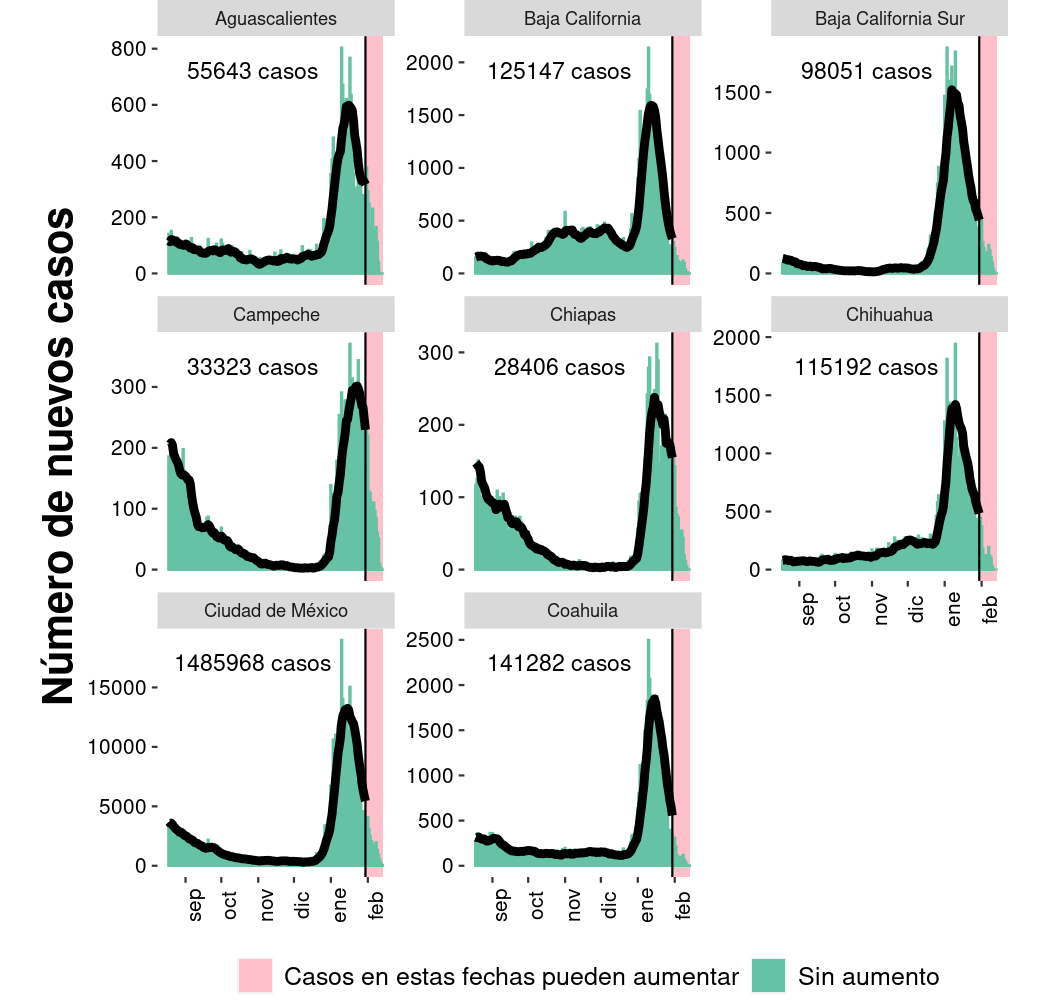 Aguascalientes
Baja California
Baja California Sur
800
600
400
200
0
55643 casos
2000
1500
1000
500
0
125147 casos
1500
1000
500
0
98051 casos
Número de nuevos casos
Campeche
Chiapas
Chihuahua
300
200
100
0
33323 casos
300
200
100
0
28406 casos
2000
1500
1000
500
0
115192 casos
sep
oct
nov
dic
ene
feb
Ciudad de México
Coahuila
15000
10000
5000
0
1485968 casos
2500
2000
1500
1000
500
0
141282 casos
sep
oct
nov
dic
ene
feb
sep
oct
nov
dic
ene
feb
Casos en estas fechas pueden aumentar
Sin aumento